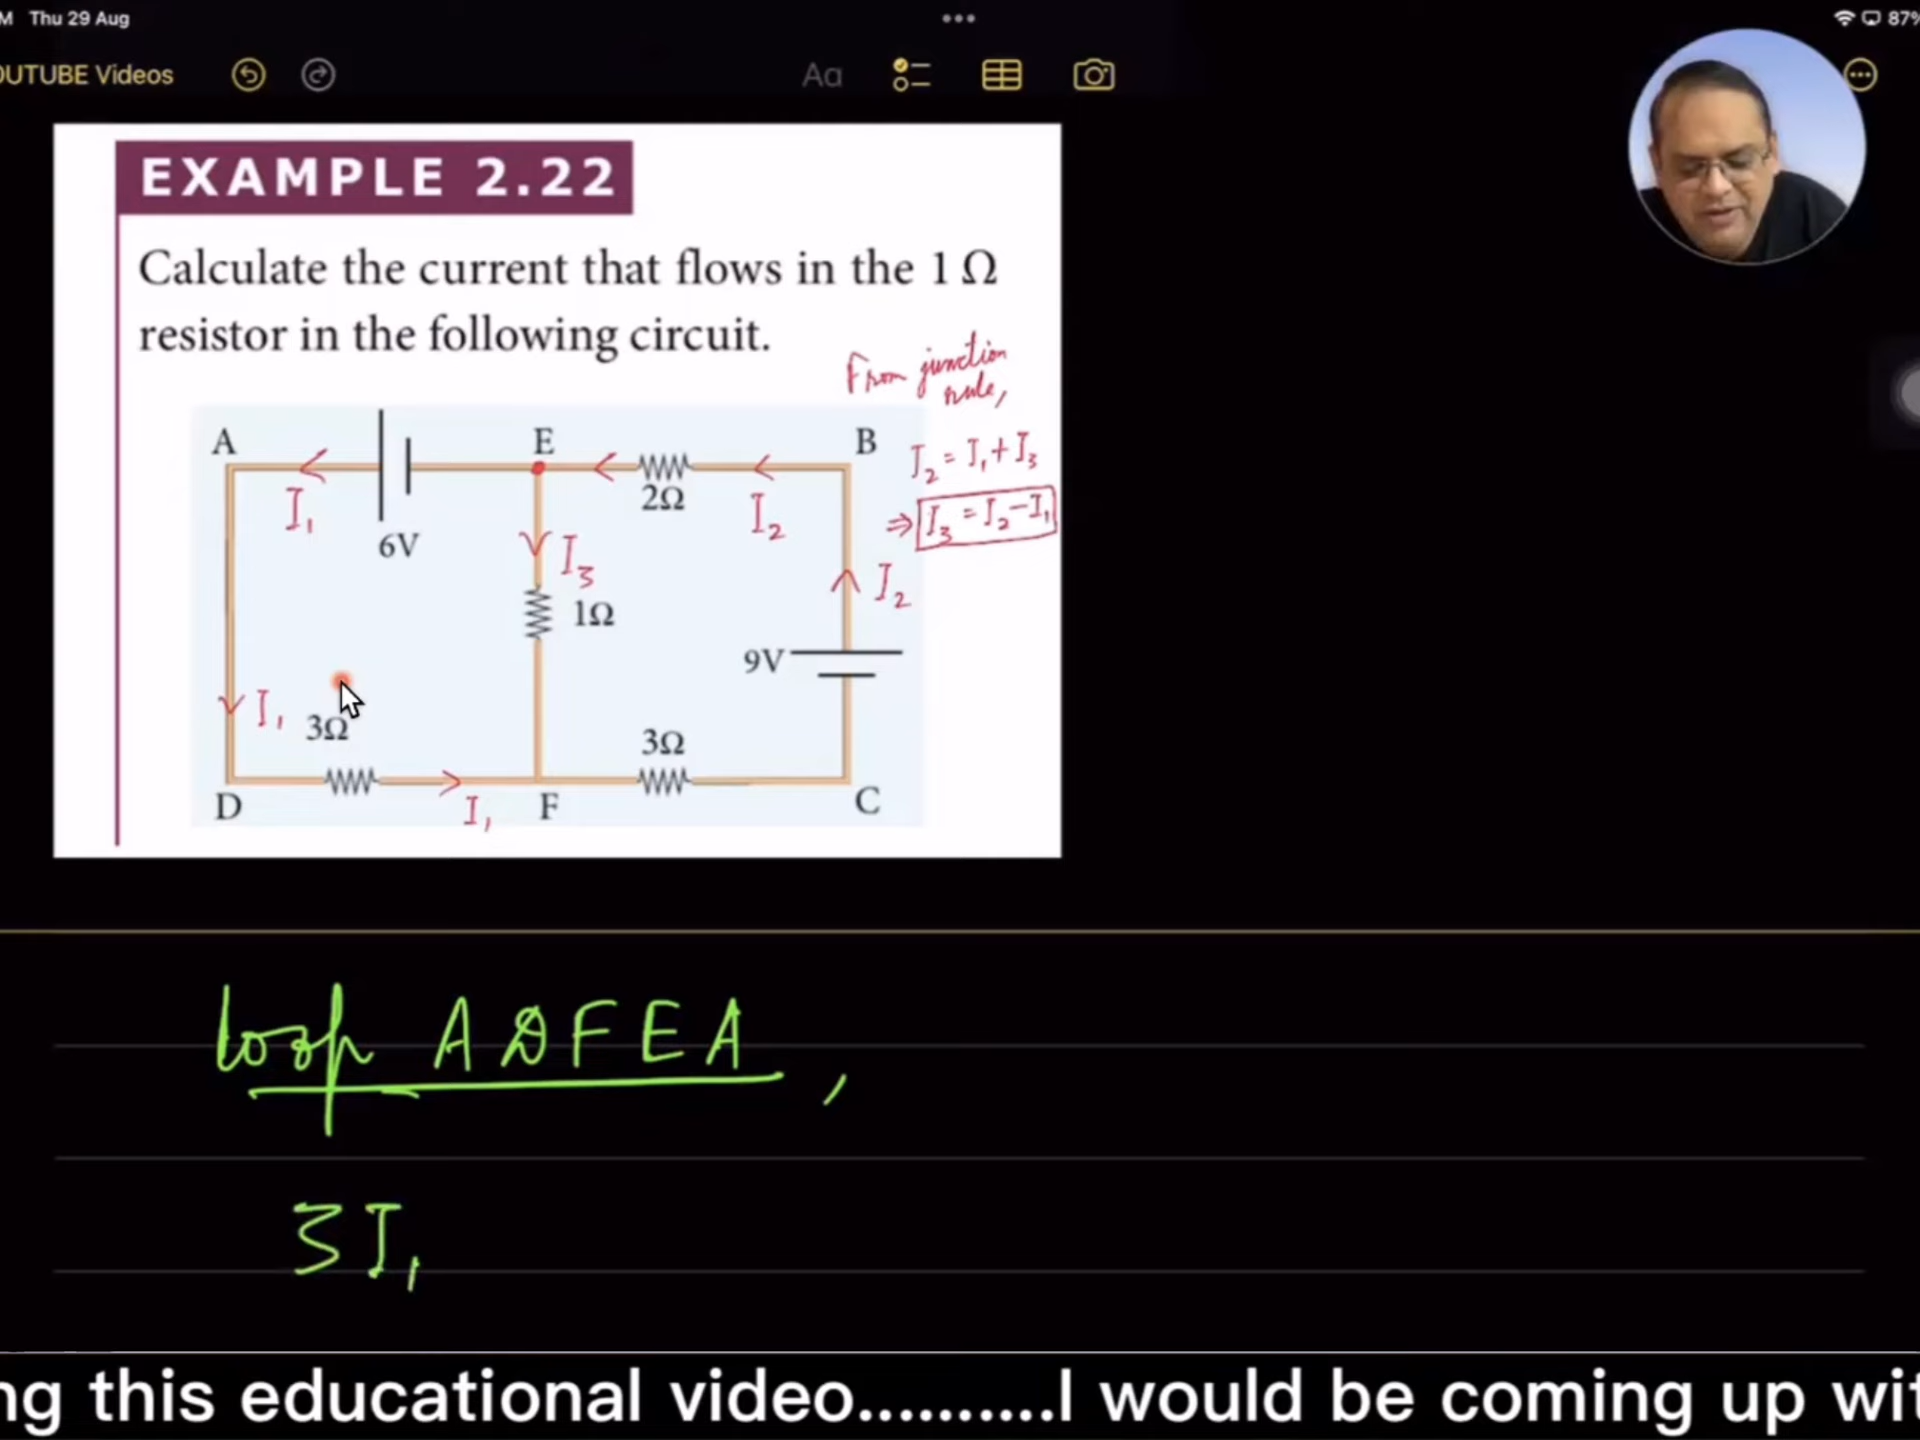 M Thu 29 Aug
87%
OUTUBE Videos
Aa
EXAMPLE 2.22
Calculate the current that flows in the 1 Ω
resistor in the following circuit.
From junction
rule,
A
E
B
I₂ = I₁ + I₃
2Ω
I₁
I₂
⇒ I₃ = I₂ - I₁
6V
I₃
I₂
1Ω
9V
I₁
3Ω
3Ω
D
I₁
F
C
loop ADFEA,
3I₁
ng this educational video..........I would be coming up wit